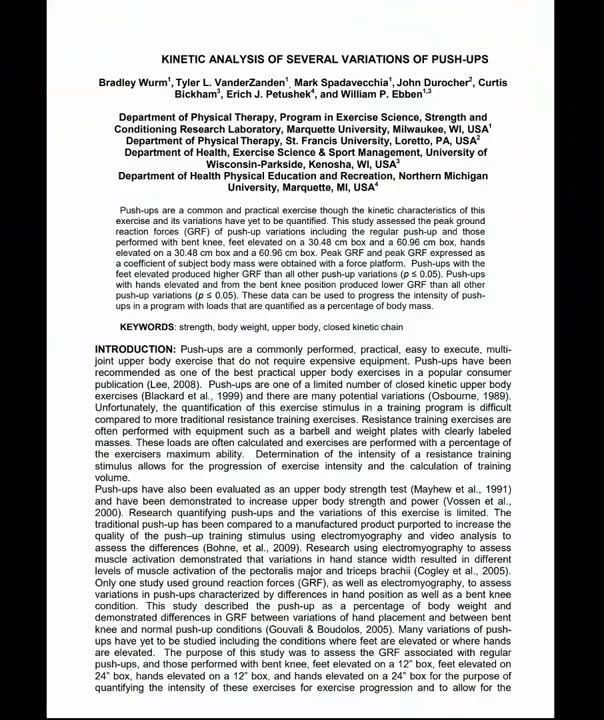 KINETIC ANALYSIS OF SEVERAL VARIATIONS OF PUSH-UPS
Bradley Wurm1, Tyler L. VanderZanden1, Mark Spadavecchia1, John Durocher2, Curtis
Bickham3, Erich J. Petushek4, and William P. Ebben1,3
Department of Physical Therapy, Program in Exercise Science, Strength and
Conditioning Research Laboratory, Marquette University, Milwaukee, WI, USA1
Department of Physical Therapy, St. Francis University, Loretto, PA, USA2
Department of Health, Exercise Science & Sport Management, University of
Wisconsin-Parkside, Kenosha, WI, USA3
Department of Health Physical Education and Recreation, Northern Michigan
University, Marquette, MI, USA4
Push-ups are a common and practical exercise though the kinetic characteristics of this
exercise and its variations have yet to be quantified. This study assessed the peak ground
reaction forces (GRF) of push-up variations including the regular push-up and those
performed with bent knee, feet elevated on a 30.48 cm box and a 60.96 cm box, hands
elevated on a 30.48 cm box and a 60.96 cm box. Peak GRF and peak GRF expressed as
a coefficient of subject body mass were obtained with a force platform. Push-ups with the
feet elevated produced higher GRF than all other push-up variations (p ≤ 0.05). Push-ups
with hands elevated and from the bent knee position produced lower GRF than all other
push-up variations (p ≤ 0.05). These data can be used to progress the intensity of push-
ups in a program with loads that are quantified as a percentage of body mass.
KEYWORDS: strength, body weight, upper body, closed kinetic chain
INTRODUCTION: Push-ups are a commonly performed, practical, easy to execute, multi-
joint upper body exercise that do not require expensive equipment. Push-ups have been
recommended as one of the best practical upper body exercises in a popular consumer
publication (Lee, 2008). Push-ups are one of a limited number of closed kinetic upper body
exercises (Blackard et al., 1999) and there are many potential variations (Osbourne, 1989).
Unfortunately, the quantification of this exercise stimulus in a training program is difficult
compared to more traditional resistance training exercises. Resistance training exercises are
often performed with equipment such as a barbell and weight plates with clearly labeled
masses. These loads are often calculated and exercises are performed with a percentage of
the exercisers maximum ability. Determination of the intensity of a resistance training
stimulus allows for the progression of exercise intensity and the calculation of training
volume.
Push-ups have also been evaluated as an upper body strength test (Mayhew et al., 1991)
and have been demonstrated to increase upper body strength and power (Vossen et al.,
2000). Research quantifying push-ups and the variations of this exercise is limited. The
traditional push-up has been compared to a manufactured product purported to increase the
quality of the push–up training stimulus using electromyography and video analysis to
assess the differences (Bohne, et al., 2009). Research using electromyography to assess
muscle activation demonstrated that variations in hand stance width resulted in different
levels of muscle activation of the pectoralis major and triceps brachii (Cogley et al., 2005).
Only one study used ground reaction forces (GRF), as well as electromyography, to assess
variations in push-ups characterized by differences in hand position as well as a bent knee
condition. This study described the push-up as a percentage of body weight and
demonstrated differences in GRF between variations of hand placement and between bent
knee and normal push-up conditions (Gouvali & Boudolos, 2005). Many variations of push-
ups have yet to be studied including the conditions where feet are elevated or where hands
are elevated. The purpose of this study was to assess the GRF associated with regular
push-ups, and those performed with bent knee, feet elevated on a 12” box, feet elevated on
24” box, hands elevated on a 12” box, and hands elevated on a 24” box for the purpose of
quantifying the intensity of these exercises for exercise progression and to allow for the